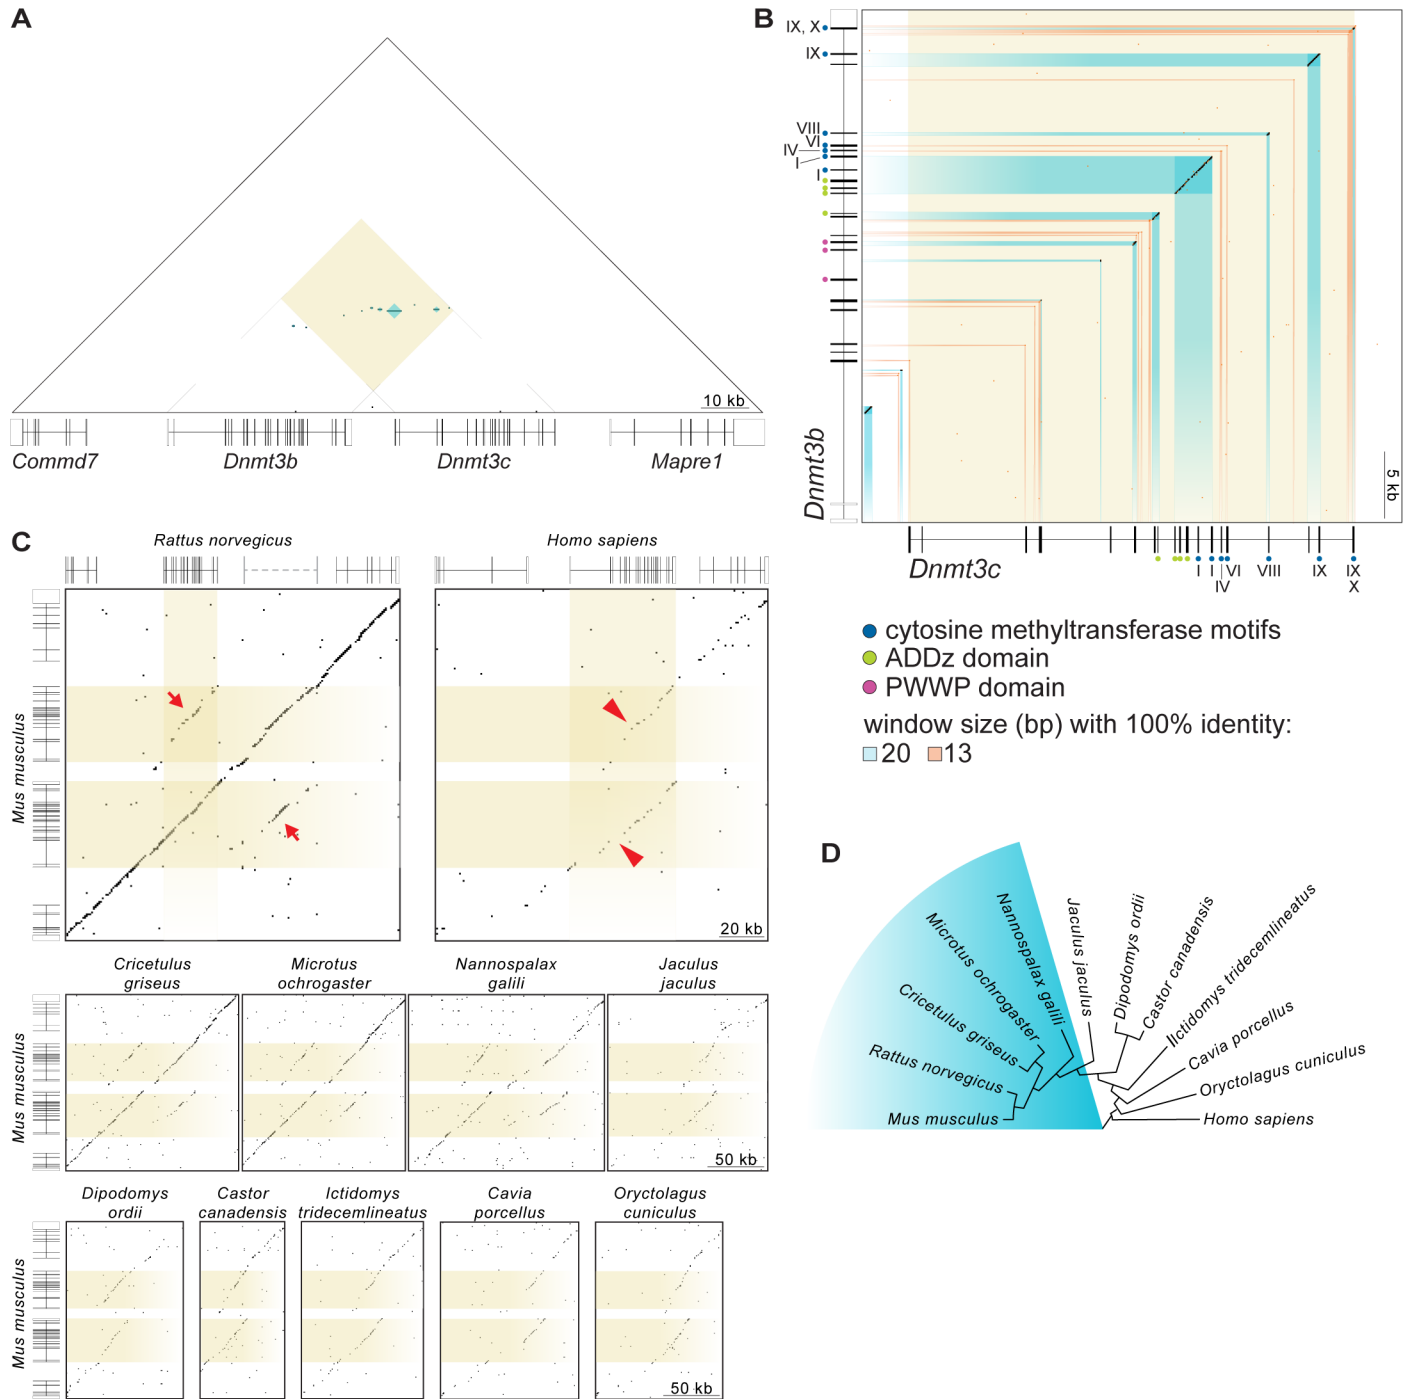 A
10 kb
Commd7
Dnmt3b
Dnmt3c
Mapre1
B
IX, X
IX
VIII
VI
IV
I
I
Dnmt3b
5 kb
Dnmt3c
I
I
IV
VI
VIII
IX
IX
X
cytosine methyltransferase motifs
ADDz domain
PWWP domain
window size (bp) with 100% identity:
20
13
C
Rattus norvegicus
Homo sapiens
Mus musculus
20 kb
Cricetulus
griseus
Microtus
ochrogaster
Nannospalax
galili
Jaculus
jaculus
Mus musculus
50 kb
Dipodomys
ordii
Castor
canadensis
Ictidomys
tridecemlineatus
Cavia
porcellus
Oryctolagus
cuniculus
Mus musculus
50 kb
D
Mus musculus
Rattus norvegicus
Cricetulus griseus
Microtus ochrogaster
Nannospalax galili
Jaculus jaculus
Dipodomys ordii
Castor canadensis
Ilctidomys tridecemlineatus
Cavia porcellus
Oryctolagus cuniculus
Homo sapiens